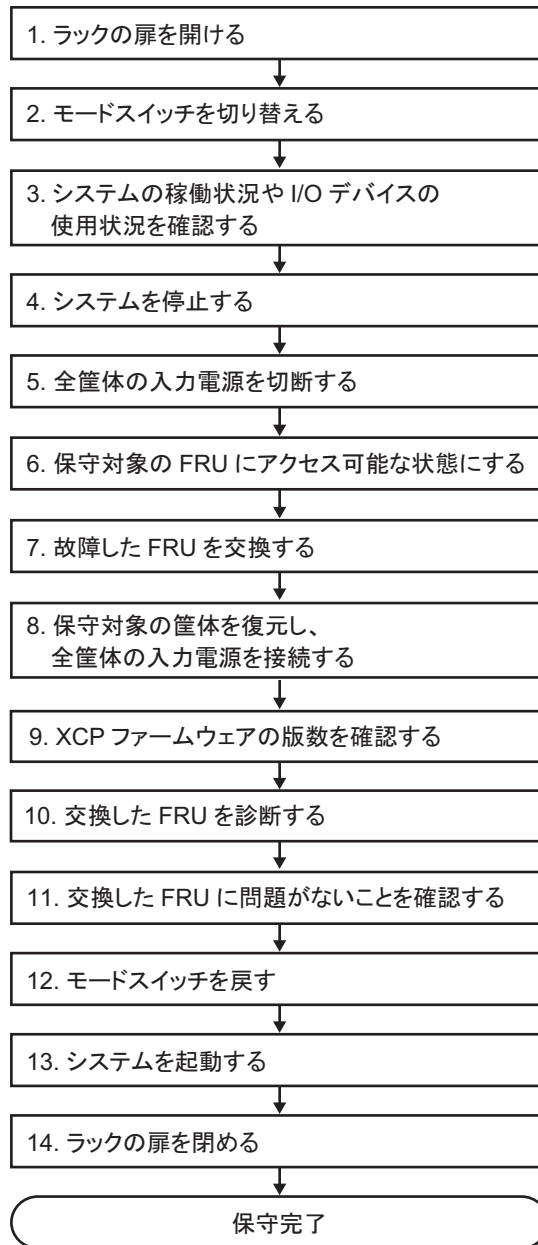 1. ラックの扉を開ける
2. モードスイッチを切り替える
3. システムの稼働状況や I/O デバイスの
使用状況を確認する
4. システムを停止する
5. 全筐体の入力電源を切断する
6. 保守対象の FRU にアクセス可能な状態にする
7. 故障した FRU を交換する
8. 保守対象の筐体を復元し、
全筐体の入力電源を接続する
9. XCP ファームウェアの版数を確認する
10. 交換した FRU を診断する
11. 交換した FRU に問題がないことを確認する
12. モードスイッチを戻す
13. システムを起動する
14. ラックの扉を閉める
保守完了